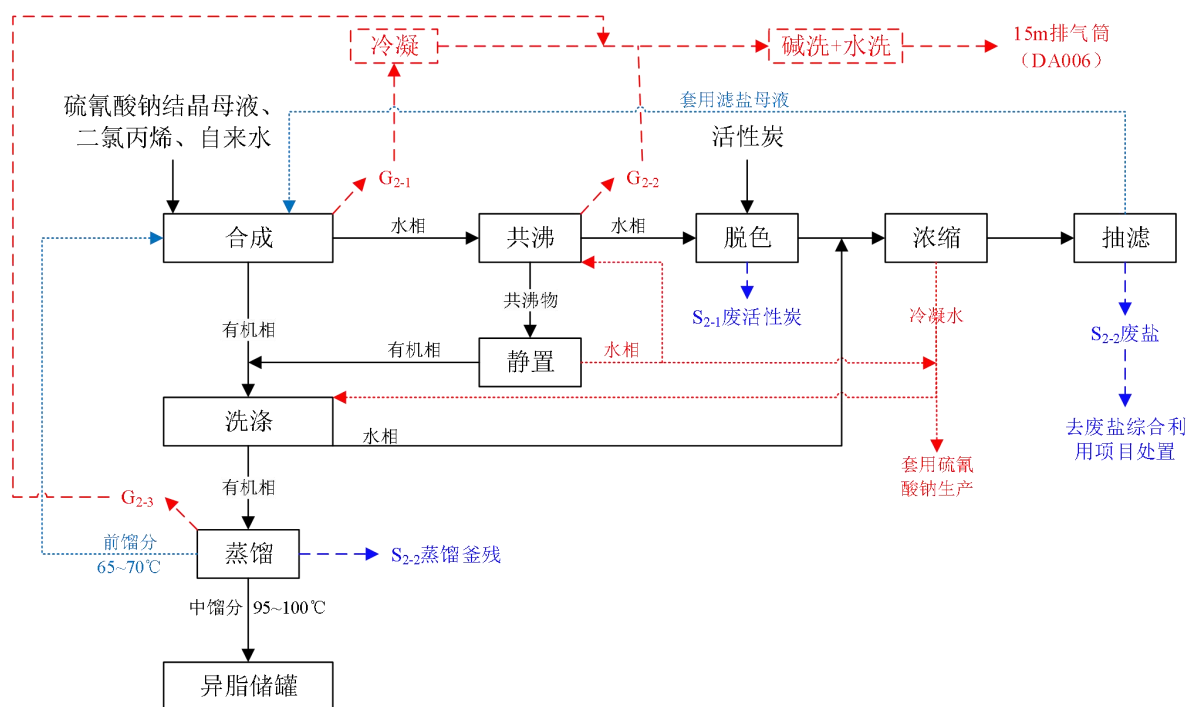 冷凝
碱洗+水洗
15m排气筒
（DA006）
硫氰酸钠结晶母液、
二氯丙烯、自来水
套用滤盐母液
活性炭
G2-1
G2-2
合成
水相
共沸
水相
脱色
浓缩
抽滤
共沸物
S2-1废活性炭
冷凝水
S2-2废盐
有机相
有机相
静置
水相
洗涤
水相
去废盐综合利
用项目处置
套用硫氰
酸钠生产
有机相
G2-3
前馏分
65~70℃
蒸馏
S2-2蒸馏釜残
中馏分
95~100℃
异脂储罐